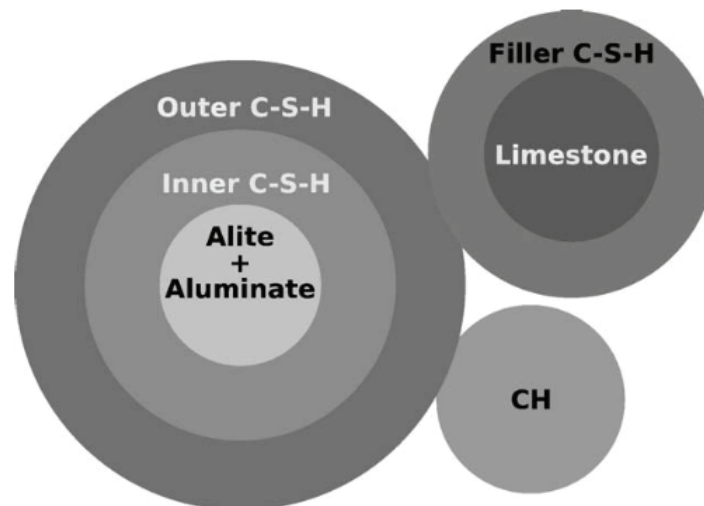 Outer C-S-H
Inner C-S-H
Alite
+
Aluminate
Filler C-S-H
Limestone
CH